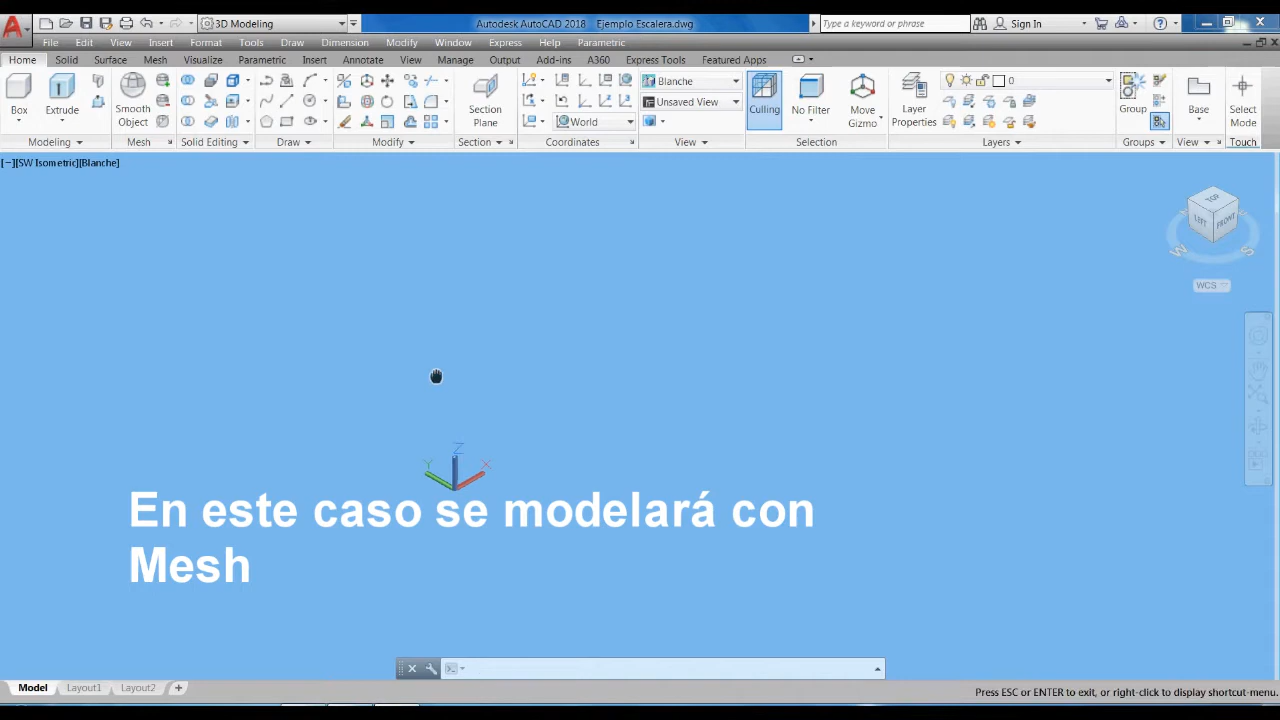 3D Modeling
Autodesk AutoCAD 2018 Ejemplo Escalera.dwg
Type a keyword or phrase
Sign In
File Edit View Insert Format Tools Draw Dimension Modify Window Express Help Parametric
Home Solid Surface Mesh Visualize Parametric Insert Annotate View Manage Output Add-ins A360 Express Tools Featured Apps
Box
Extrude
Smooth Object
Section Plane
World
Blanche
Unsaved View
Culling
No Filter
Move Gizmo
Layer Properties
0
Group
Base
Select Mode
Modeling Mesh Solid Editing Draw Modify Section Coordinates View Selection Layers Groups View Touch
[−][SW Isometric][Blanche]
TOP
LEFT FRONT
W S
WCS
Z
Y X
En este caso se modelará con
Mesh
Model Layout1 Layout2 +
Press ESC or ENTER to exit, or right-click to display shortcut-menu.